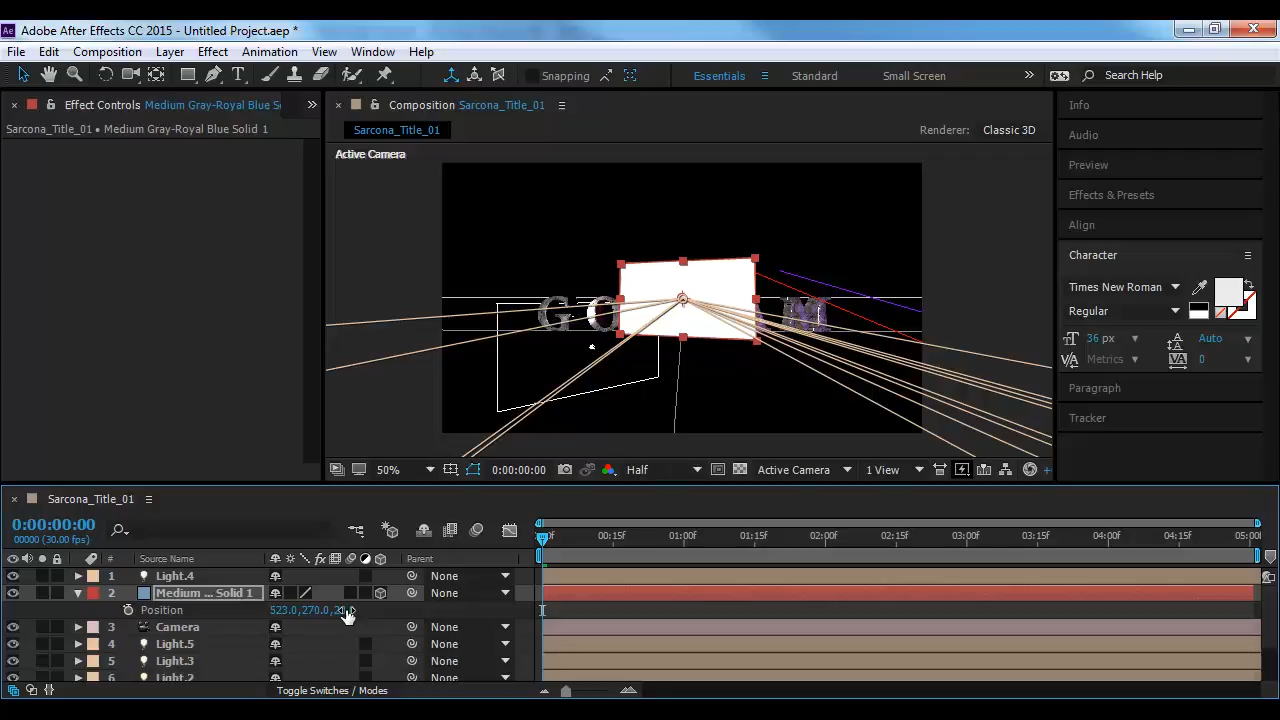 Adobe After Effects CC 2015 - Untitled Project.aep *
File Edit Composition Layer Effect Animation View Window Help
Snapping Essentials Standard Small Screen Search Help
Effect Controls Medium Gray-Royal Blue S
Sarcona_Title_01 • Medium Gray-Royal Blue Solid 1
Composition Sarcona_Title_01
Sarcona_Title_01
Renderer: Classic 3D
Active Camera
GO M
50% 0:00:00:00 Half Active Camera 1 View
Info
Audio
Preview
Effects & Presets
Align
Character
Times New Roman
Regular
36 px Auto
Metrics 0
Paragraph
Tracker
Sarcona_Title_01
0:00:00:00
00000 (30.00 fps)
00:15f 01:00f 01:15f 02:00f 02:15f 03:00f 03:15f 04:00f 04:15f 05:00
# Source Name Parent
1 Light.4 None
2 Medium ... Solid 1 None
Position 523.0,270.0,
3 Camera None
4 Light.5 None
5 Light.3 None
6 Light.2 None
Toggle Switches / Modes